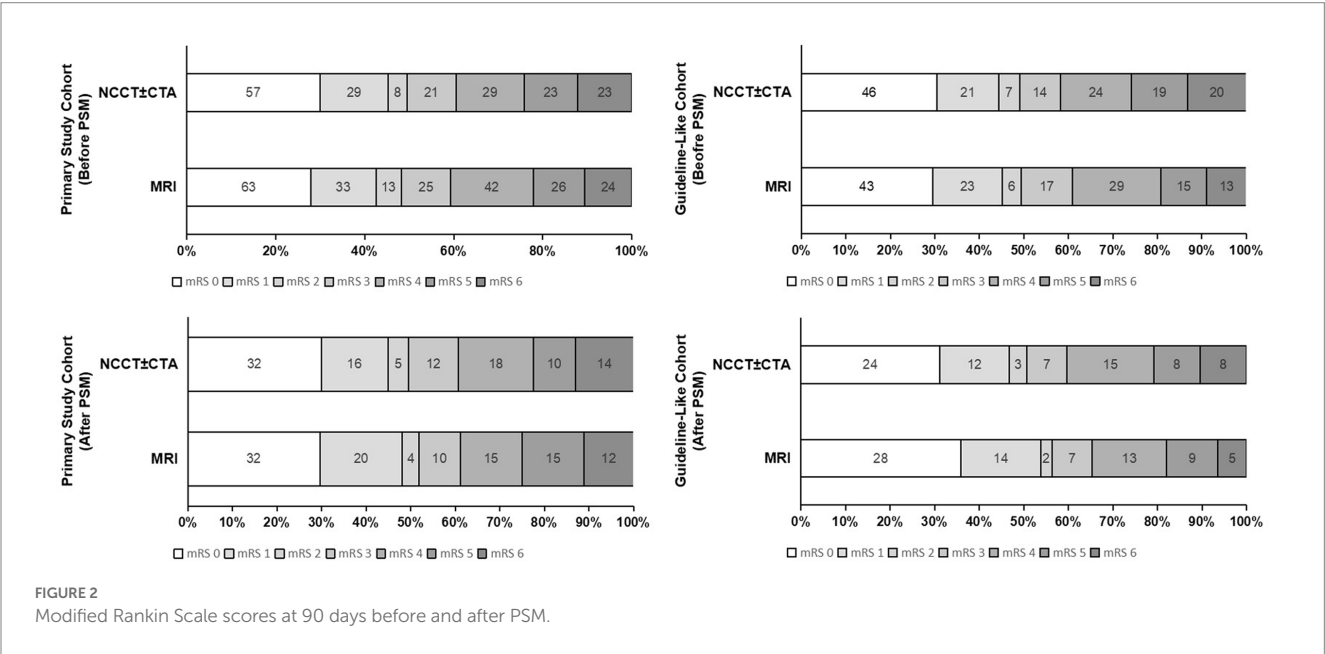 Primary Study Cohort
(Before PSM)
NCCT±CTA
57 29 8 21 29 23 23
MRI
63 33 13 25 42 26 24
0% 20% 40% 60% 80% 100%
mRS 0 mRS 1 mRS 2 mRS 3 mRS 4 mRS 5 mRS 6
Guideline-Like Cohort
(Beofre PSM)
NCCT±CTA
46 21 7 14 24 19 20
MRI
43 23 6 17 29 15 13
0% 10% 20% 30% 40% 50% 60% 70% 80% 90% 100%
mRS 0 mRS 1 mRS 2 mRS 3 mRS 4 mRS 5 mRS 6
Primary Study Cohort
(After PSM)
NCCT±CTA
32 16 5 12 18 10 14
MRI
32 20 4 10 15 15 12
0% 10% 20% 30% 40% 50% 60% 70% 80% 90% 100%
mRS 0 mRS 1 mRS 2 mRS 3 mRS 4 mRS 5 mRS 6
Guideline-Like Cohort
(After PSM)
NCCT±CTA
24 12 3 7 15 8 8
MRI
28 14 2 7 13 9 5
0% 10% 20% 30% 40% 50% 60% 70% 80% 90% 100%
mRS 0 mRS 1 mRS 2 mRS 3 mRS 4 mRS 5 mRS 6
FIGURE 2
Modified Rankin Scale scores at 90 days before and after PSM.